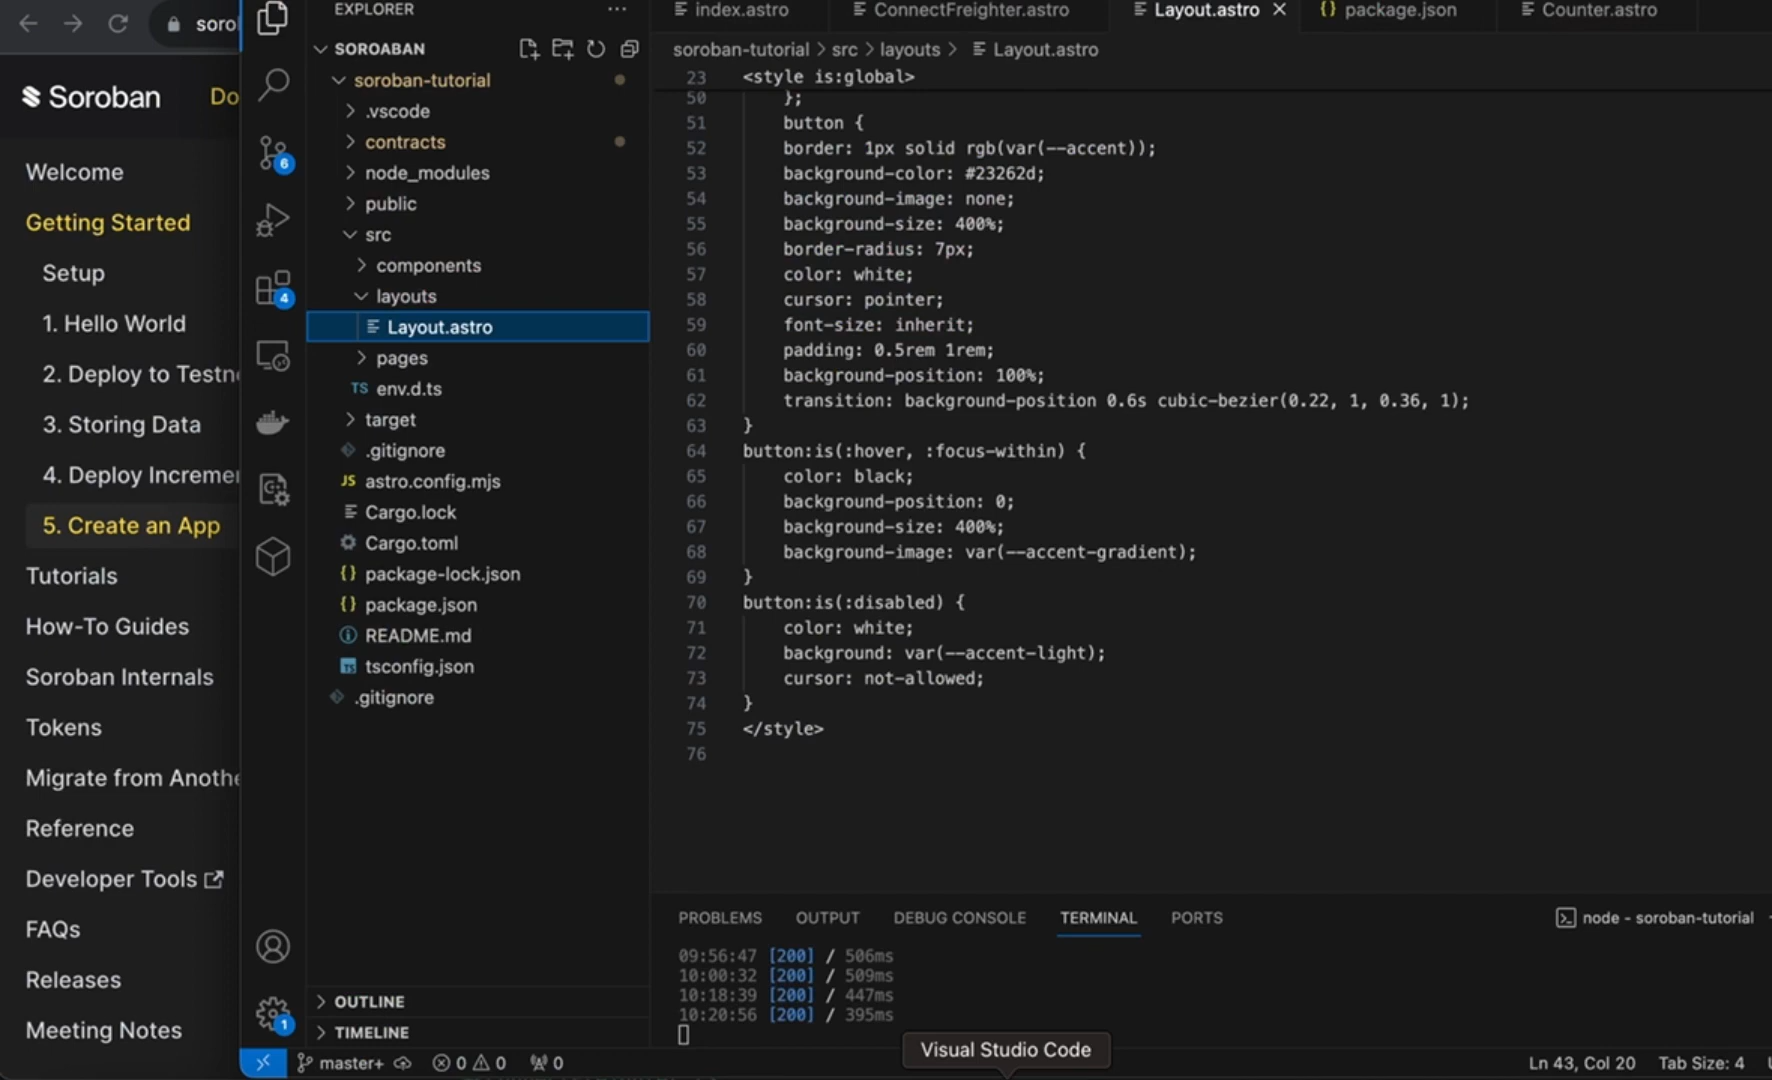 soro
Soroban
Do
Welcome
Getting Started
Setup
1. Hello World
2. Deploy to Testn
3. Storing Data
4. Deploy Increme
5. Create an App
Tutorials
How-To Guides
Soroban Internals
Tokens
Migrate from Anoth
Reference
Developer Tools
FAQs
Releases
Meeting Notes
6
4
1
EXPLORER
SOROABAN
soroban-tutorial
.vscode
contracts
node_modules
public
src
components
layouts
Layout.astro
pages
TS env.d.ts
target
.gitignore
JS astro.config.mjs
Cargo.lock
Cargo.toml
{} package-lock.json
{} package.json
README.md
TS tsconfig.json
.gitignore
OUTLINE
TIMELINE
index.astro
ConnectFreighter.astro
Layout.astro
{} package.json
Counter.astro
soroban-tutorial > src > layouts > Layout.astro
23 <style is:global>
50 };
51 button {
52 border: 1px solid rgb(var(--accent));
53 background-color: #23262d;
54 background-image: none;
55 background-size: 400%;
56 border-radius: 7px;
57 color: white;
58 cursor: pointer;
59 font-size: inherit;
60 padding: 0.5rem 1rem;
61 background-position: 100%;
62 transition: background-position 0.6s cubic-bezier(0.22, 1, 0.36, 1);
63 }
64 button:is(:hover, :focus-within) {
65 color: black;
66 background-position: 0;
67 background-size: 400%;
68 background-image: var(--accent-gradient);
69 }
70 button:is(:disabled) {
71 color: white;
72 background: var(--accent-light);
73 cursor: not-allowed;
74 }
75 </style>
76
PROBLEMS OUTPUT DEBUG CONSOLE TERMINAL PORTS
node - soroban-tutorial
09:56:47 [200] / 506ms
10:00:32 [200] / 509ms
10:18:39 [200] / 447ms
10:20:56 [200] / 395ms
Visual Studio Code
master+ 0 0 0
Ln 43, Col 20 Tab Size: 4